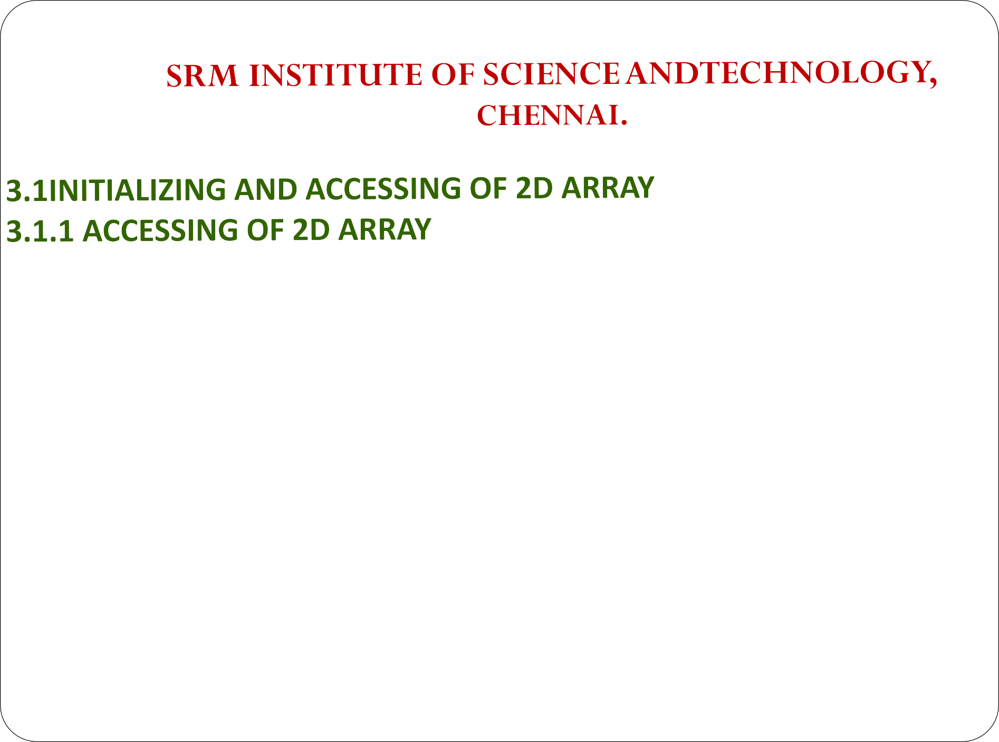 SRM INSTITUTE OF SCIENCE ANDTECHNOLOGY,
CHENNAI.
3.1INITIALIZING AND ACCESSING OF 2D ARRAY
3.1.1 ACCESSING OF 2D ARRAY